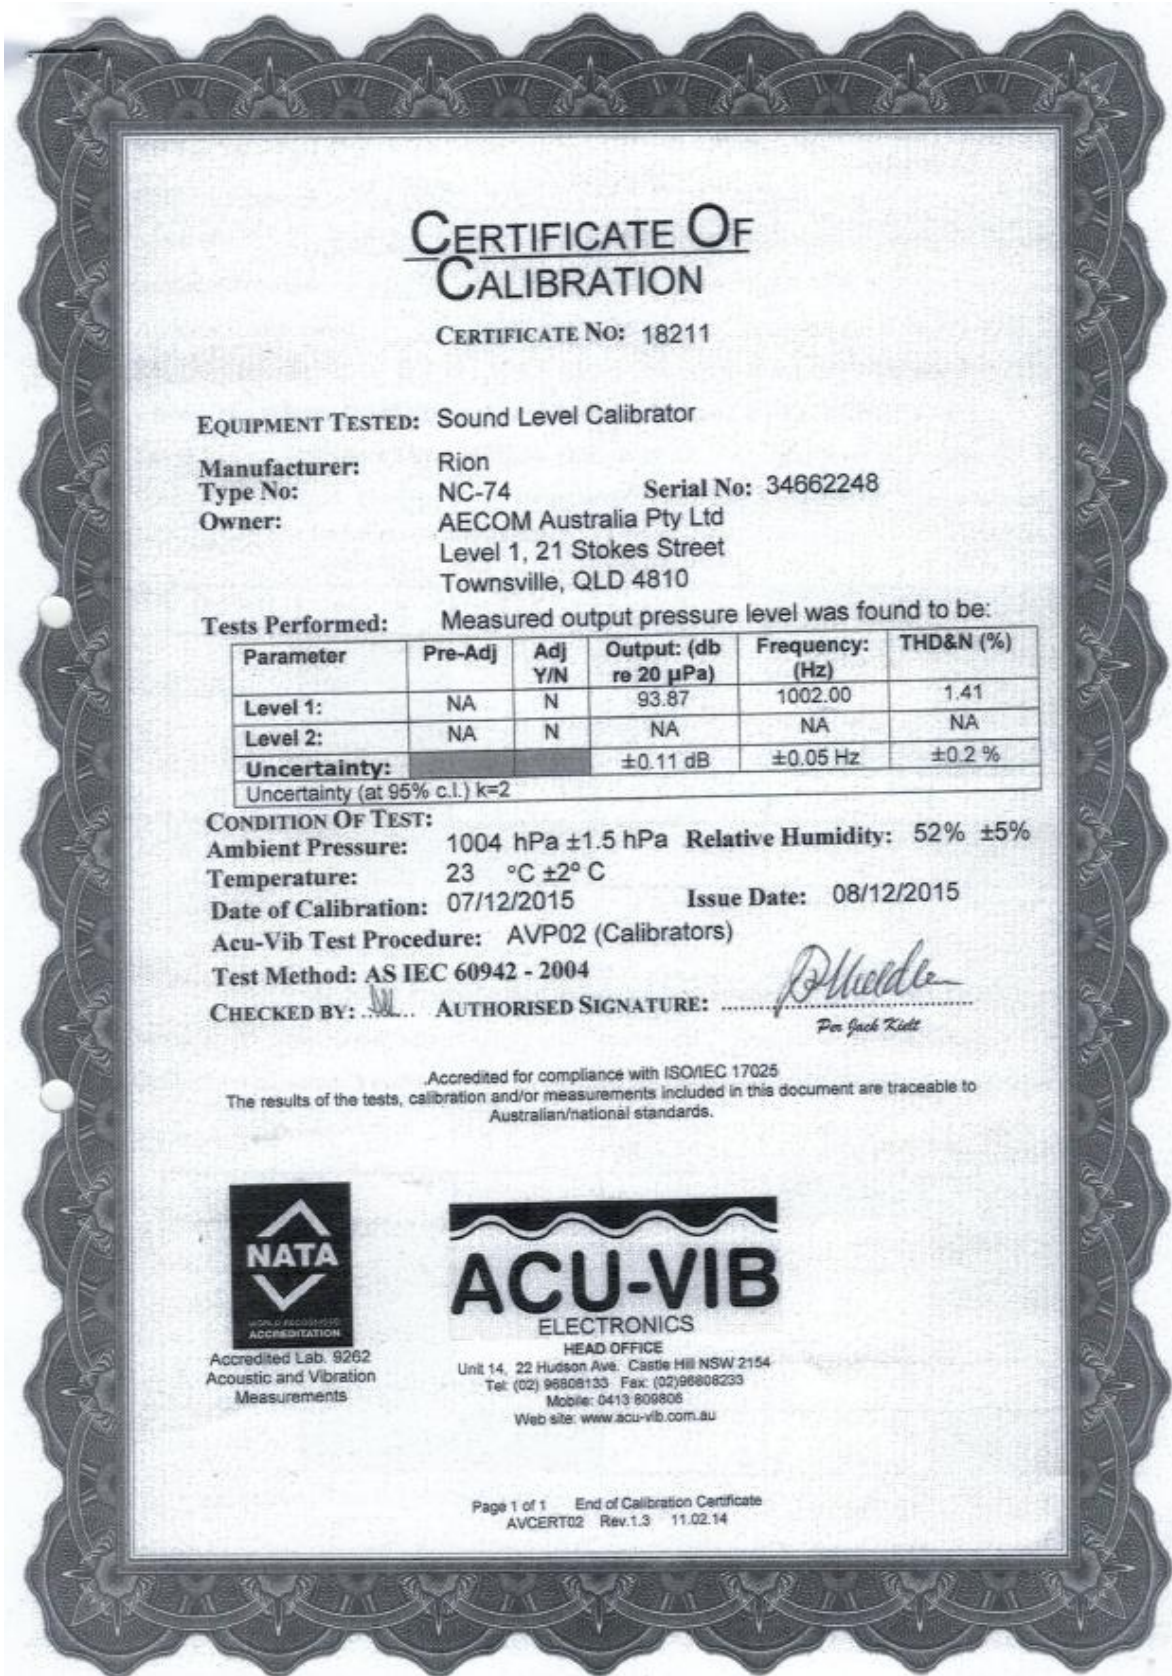 CERTIFICATE OF
CALIBRATION
CERTIFICATE NO: 18211
EQUIPMENT TESTED: Sound Level Calibrator
Manufacturer: Rion
Type No: NC-74 Serial No: 34662248
Owner: AECOM Australia Pty Ltd
Level 1, 21 Stokes Street
Townsville, QLD 4810
Tests Performed: Measured output pressure level was found to be:
Parameter Pre-Adj Adj Y/N Output: (db re 20 µPa) Frequency: (Hz) THD&N (%)
Level 1: NA N 93.87 1002.00 1.41
Level 2: NA N NA NA NA
Uncertainty: ±0.11 dB ±0.05 Hz ±0.2 %
Uncertainty (at 95% c.l.) k=2
CONDITION OF TEST:
Ambient Pressure: 1004 hPa ±1.5 hPa Relative Humidity: 52% ±5%
Temperature: 23 °C ±2° C
Date of Calibration: 07/12/2015 Issue Date: 08/12/2015
Acu-Vib Test Procedure: AVP02 (Calibrators)
Test Method: AS IEC 60942 - 2004
CHECKED BY: AUTHORISED SIGNATURE:
Per Jack Kielt
.Accredited for compliance with ISO/IEC 17025
The results of the tests, calibration and/or measurements included in this document are traceable to
Australian/national standards.
NATA
WORLD RECOGNISED
ACCREDITATION
Accredited Lab. 9262
Acoustic and Vibration
Measurements
ACU-VIB
ELECTRONICS
HEAD OFFICE
Unit 14, 22 Hudson Ave. Castle Hill NSW 2154
Tel: (02) 96808133 Fax: (02)96808233
Mobile: 0413 809806
Web site: www.acu-vib.com.au
Page 1 of 1 End of Calibration Certificate
AVCERT02 Rev.1.3 11.02.14